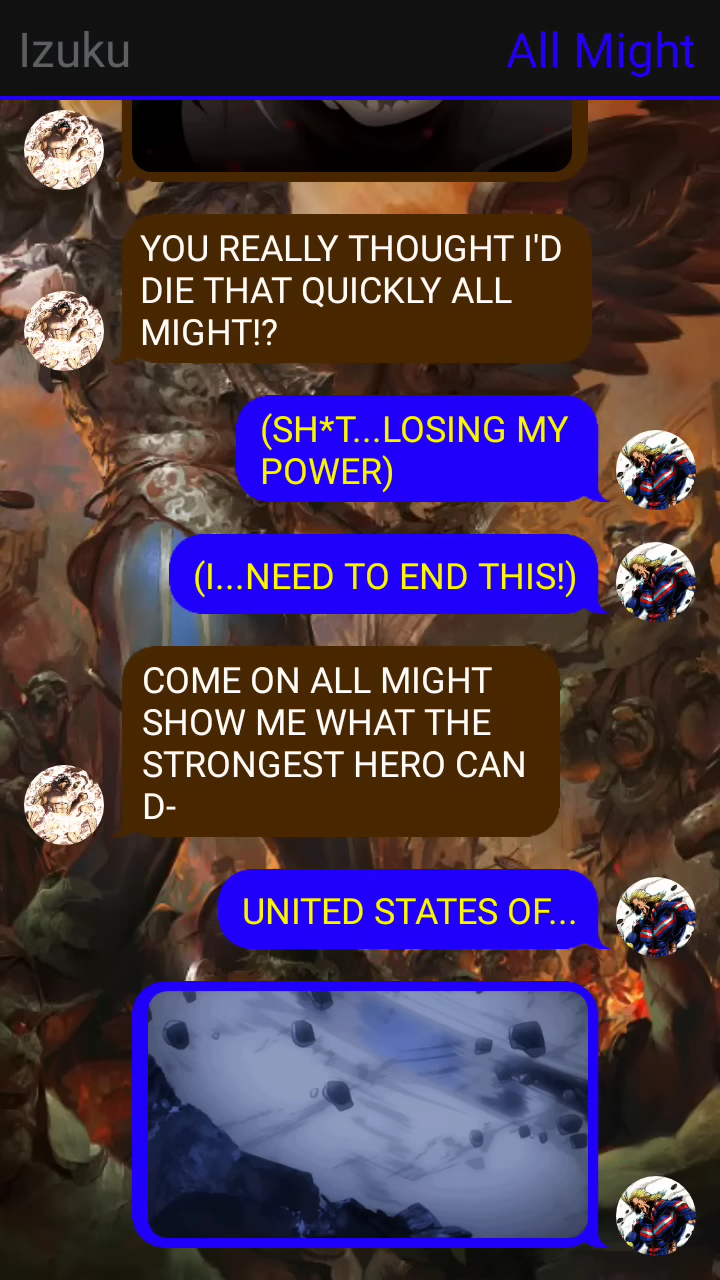 Izuku
All Might
YOU REALLY THOUGHT I'D
DIE THAT QUICKLY ALL
MIGHT!?
(SH*T...LOSING MY
POWER)
(I...NEED TO END THIS!)
COME ON ALL MIGHT
SHOW ME WHAT THE
STRONGEST HERO CAN
D-
UNITED STATES OF...